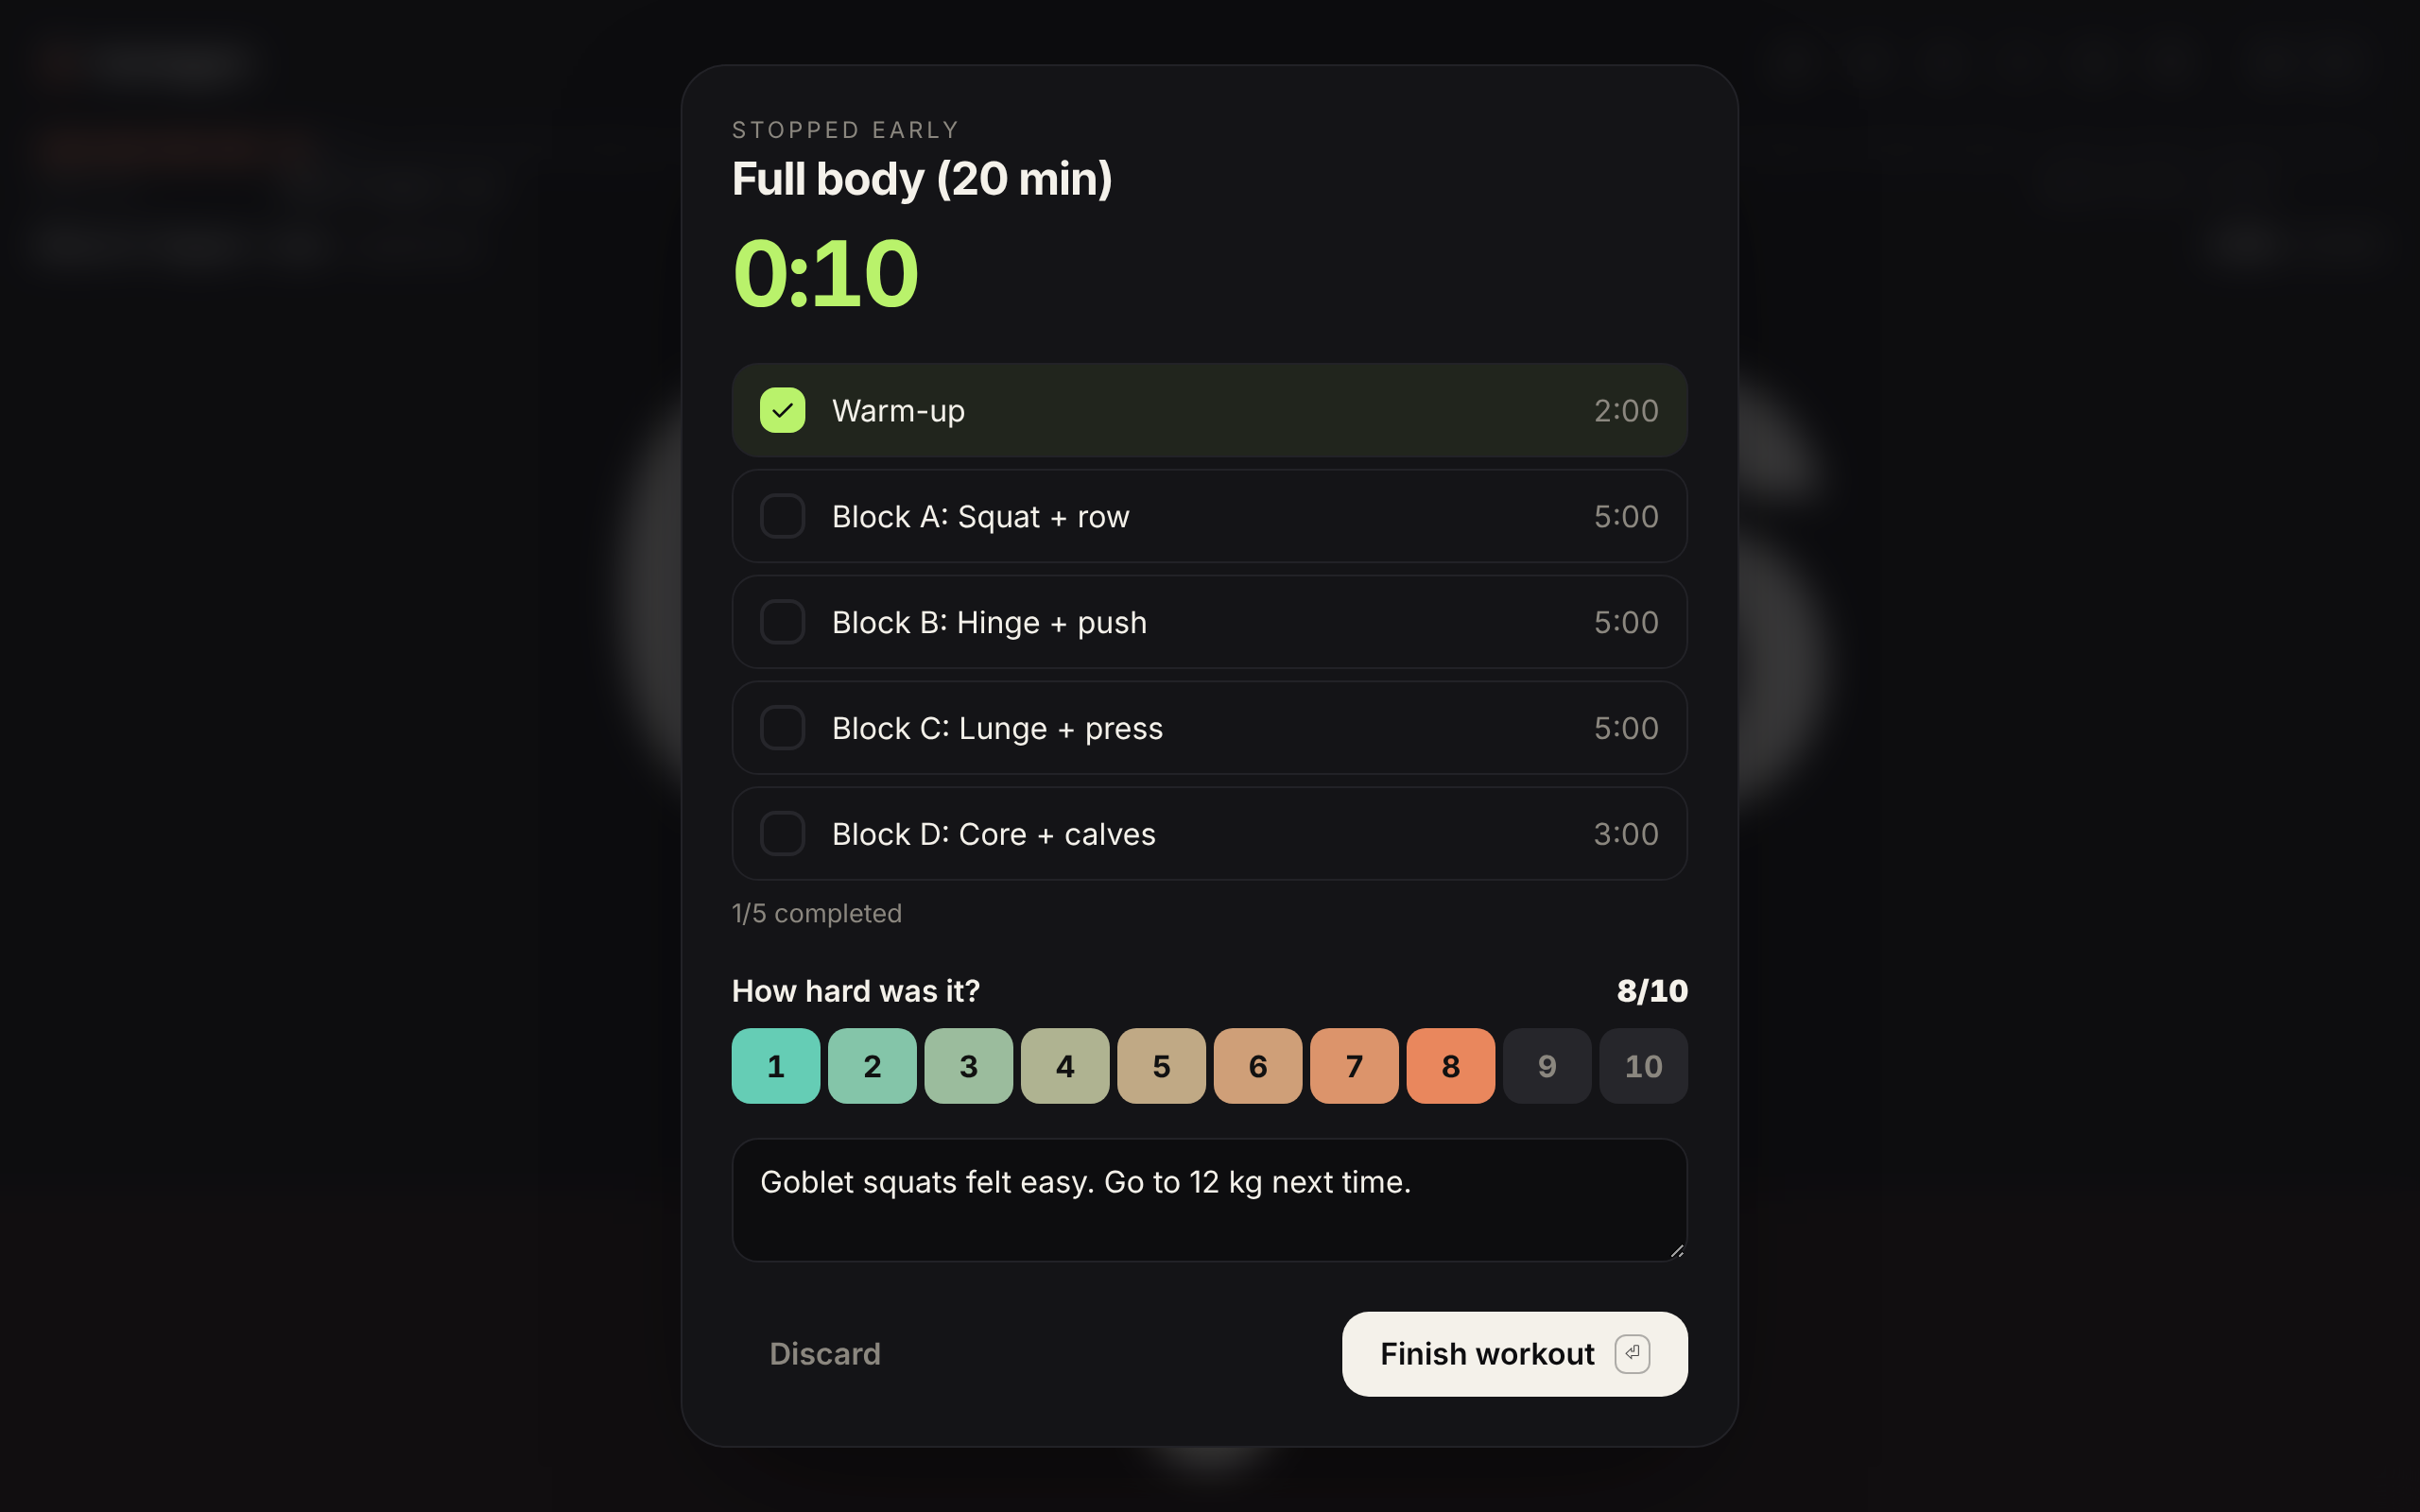 STOPPED EARLY
Full body (20 min)
0:10
Warm-up 2:00
Block A: Squat + row 5:00
Block B: Hinge + push 5:00
Block C: Lunge + press 5:00
Block D: Core + calves 3:00
1/5 completed
How hard was it? 8/10
1 2 3 4 5 6 7 8 9 10
Goblet squats felt easy. Go to 12 kg next time.
Discard Finish workout ⏎